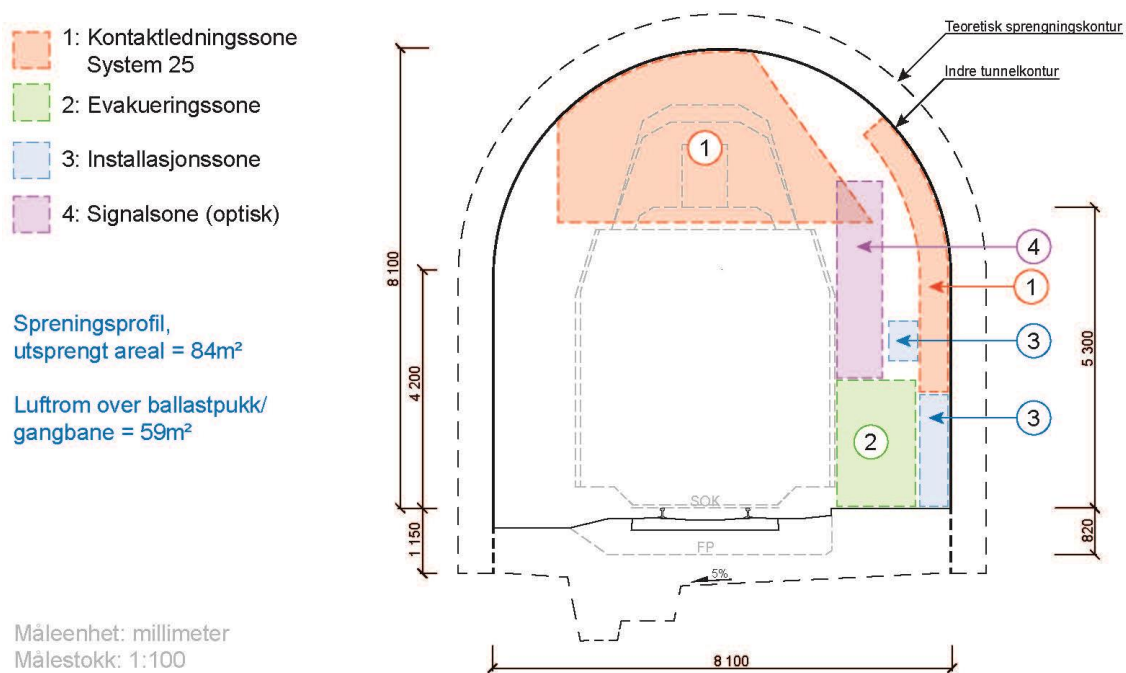 1: Kontaktledningssone
System 25
2: Evakueringssone
3: Installasjonssone
4: Signalsone (optisk)
Spreningsprofil,
utsprengt areal = 84m²
Luftrom over ballastpukk/
gangbane = 59m²
Måleenhet: millimeter
Målestokk: 1:100
Teoretisk sprengningskontur
Indre tunnelkontur
8 100
4 200
1 150
1
4
1
3
3
2
5 300
820
SOK
FP
5%
8 100